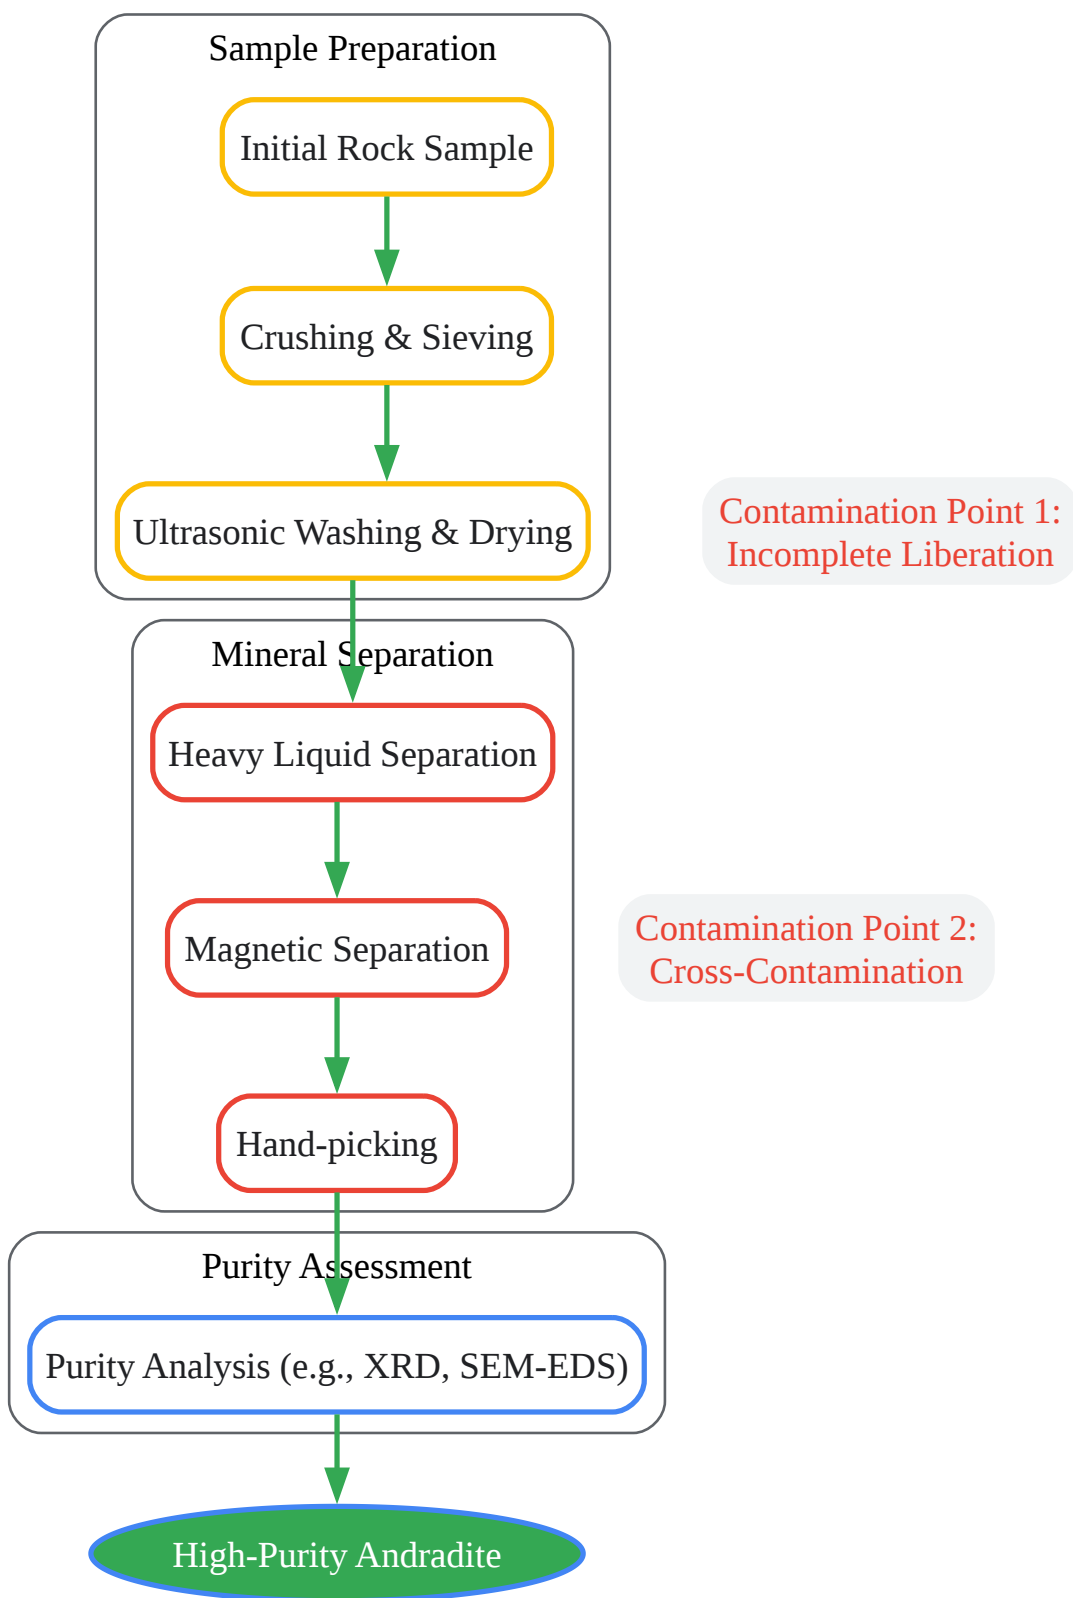 Sample Preparation
Initial Rock Sample
Crushing & Sieving
Ultrasonic Washing & Drying
Contamination Point 1:
Incomplete Liberation
Mineral Separation
Heavy Liquid Separation
Magnetic Separation
Contamination Point 2:
Cross-Contamination
Hand-picking
Purity Assessment
Purity Analysis (e.g., XRD, SEM-EDS)
High-Purity Andradite